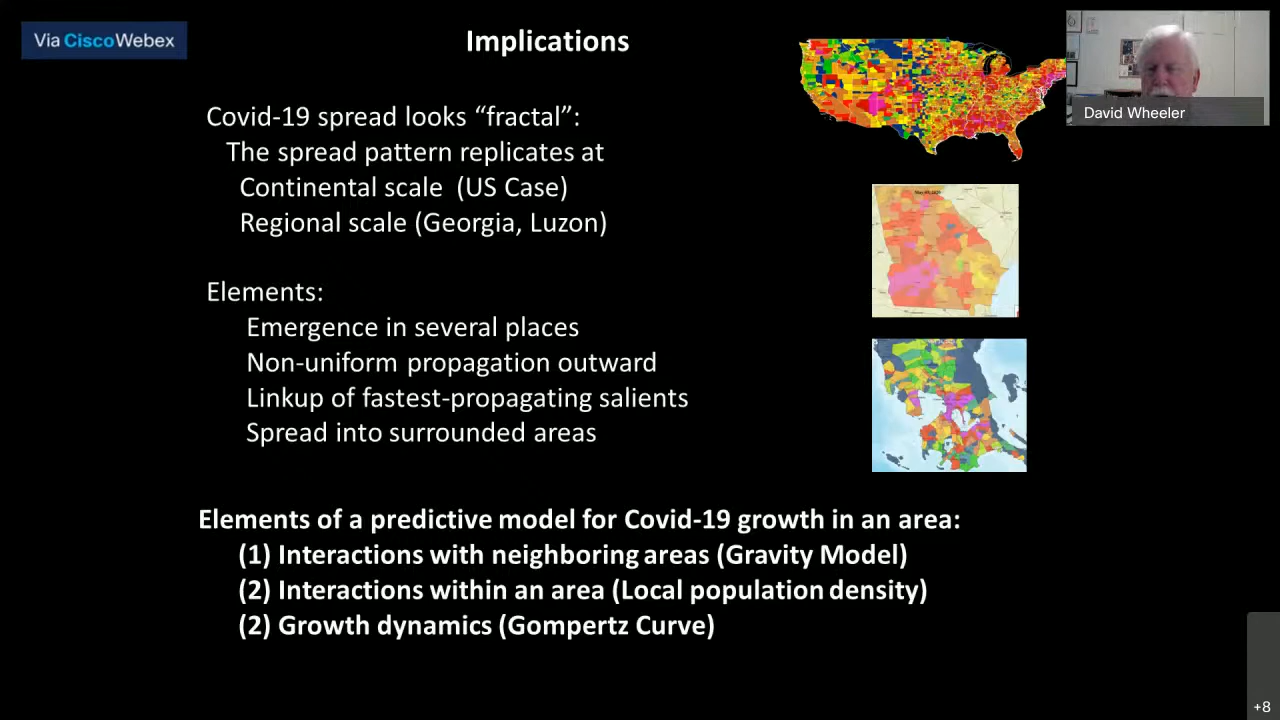 Via CiscoWebex
Implications
David Wheeler
Covid-19 spread looks “fractal”:
The spread pattern replicates at
Continental scale (US Case)
Regional scale (Georgia, Luzon)
Elements:
Emergence in several places
Non-uniform propagation outward
Linkup of fastest-propagating salients
Spread into surrounded areas
Elements of a predictive model for Covid-19 growth in an area:
(1) Interactions with neighboring areas (Gravity Model)
(2) Interactions within an area (Local population density)
(2) Growth dynamics (Gompertz Curve)
+8